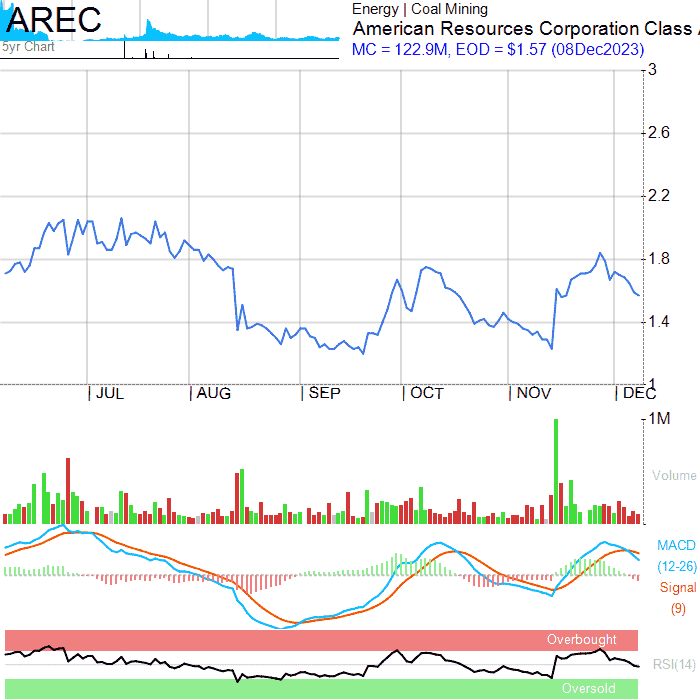 AREC
5yr Chart
Energy | Coal Mining
American Resources Corporation Class
MC = 122.9M, EOD = $1.57 (08Dec2023)
3
2.6
2.2
1.8
1.4
1
JUL AUG SEP OCT NOV DEC
1M
Volume
MACD
(12-26)
Signal
(9)
Overbought
RSI(14)
Oversold